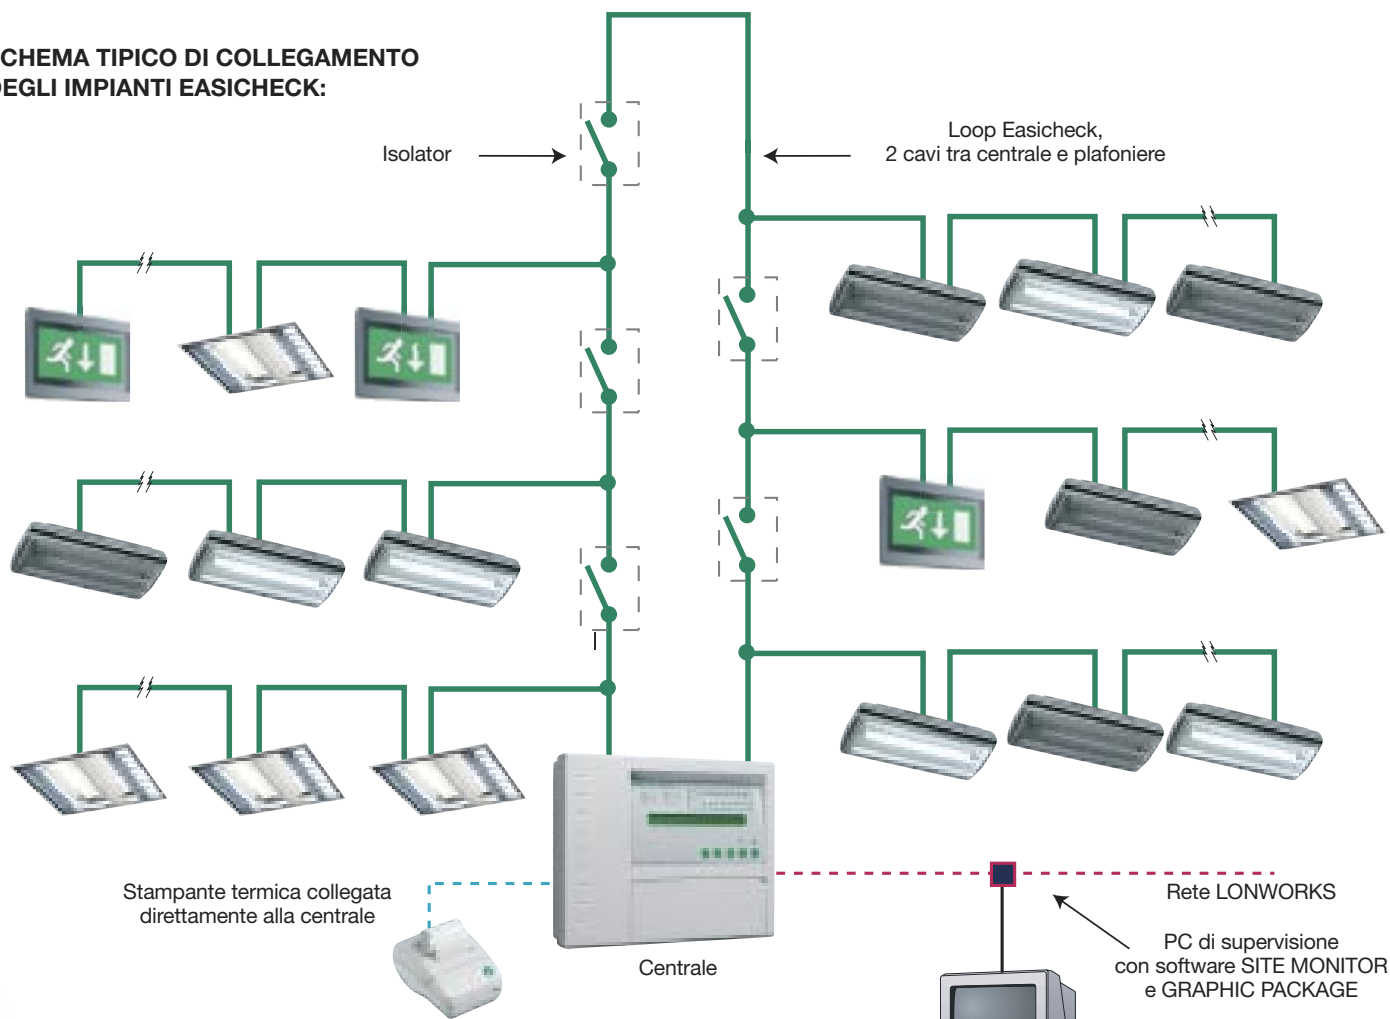 CHEMA TIPICO DI COLLEGAMENTO
DEGLI IMPIANTI EASICHECK:
Isolator
Loop Easicheck,
2 cavi tra centrale e plafoniere
Stampante termica collegata
direttamente alla centrale
Centrale
Rete LONWORKS
PC di supervisione
con software SITE MONITOR
e GRAPHIC PACKAGE